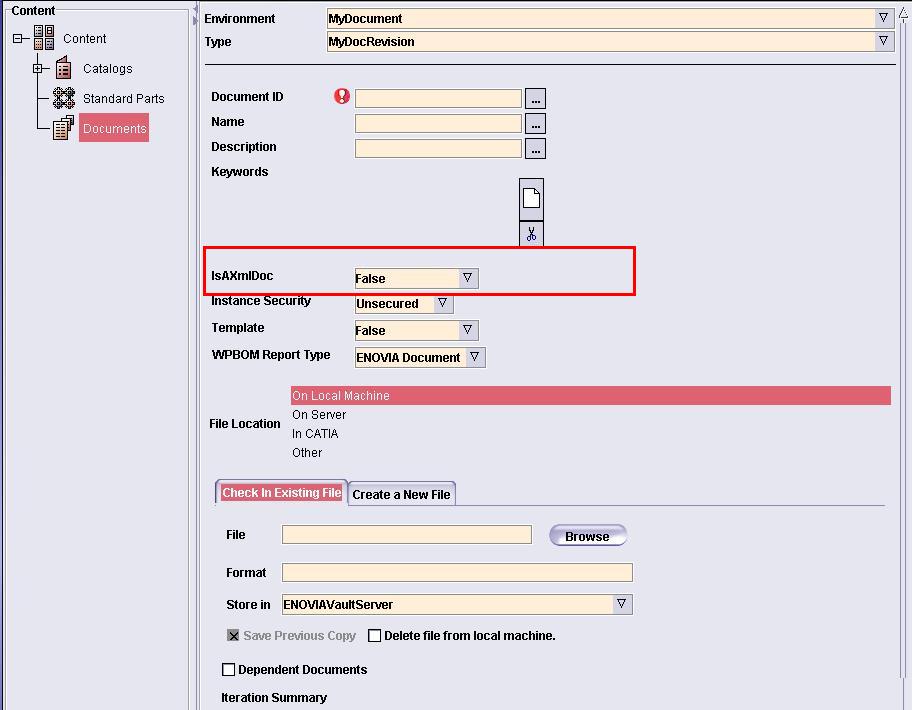 Content
Content
Catalogs
Standard Parts
Documents
Environment MyDocument
Type MyDocRevision
Document ID ...
Name ...
Description ...
Keywords
IsAXmlDoc False
Instance Security Unsecured
Template False
WPBOM Report Type ENOVIA Document
File Location
On Local Machine
On Server
In CATIA
Other
Check In Existing File Create a New File
File Browse
Format
Store in ENOVIAVaultServer
Save Previous Copy Delete file from local machine.
Dependent Documents
Iteration Summary